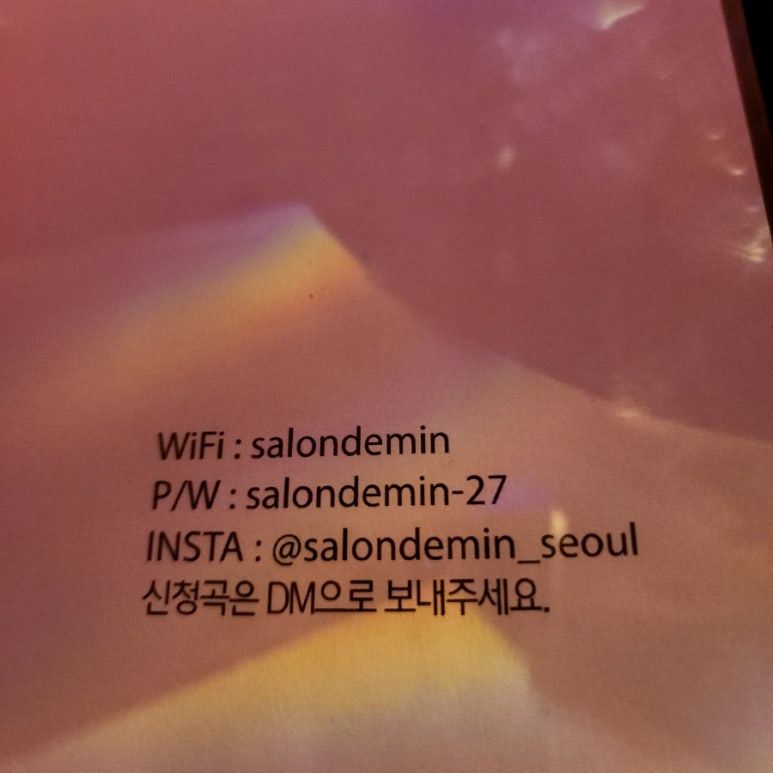 WiFi : salondemin
P/W : salondemin-27
INSTA : @salondemin_seoul
신청곡은 DM으로 보내주세요.